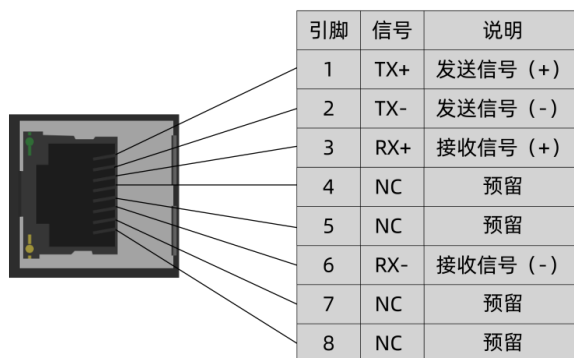 引脚 信号 说明
1 TX+ 发送信号（+）
2 TX- 发送信号（-）
3 RX+ 接收信号（+）
4 NC 预留
5 NC 预留
6 RX- 接收信号（-）
7 NC 预留
8 NC 预留